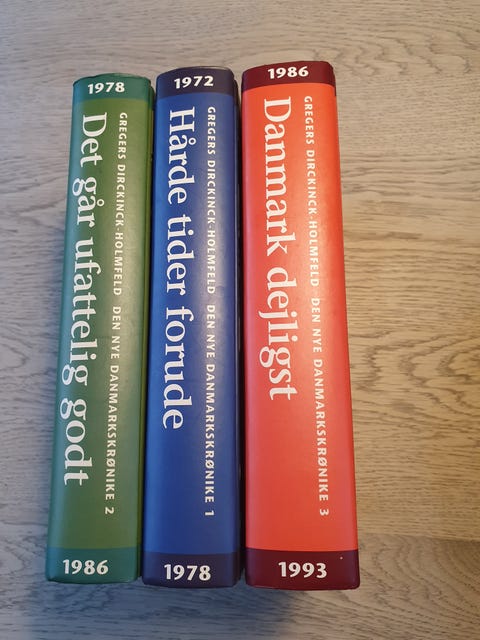 1978
GREGERS DIRCKINCK-HOLMFELD DEN NYE DANMARKSKRØNIKE 2
Det går ufattelig godt
1986
1972
GREGERS DIRCKINCK-HOLMFELD DEN NYE DANMARKSKRØNIKE 1
Hårde tider forude
1978
1986
GREGERS DIRCKINCK-HOLMFELD DEN NYE DANMARKSKRØNIKE 3
Danmark dejligst
1993